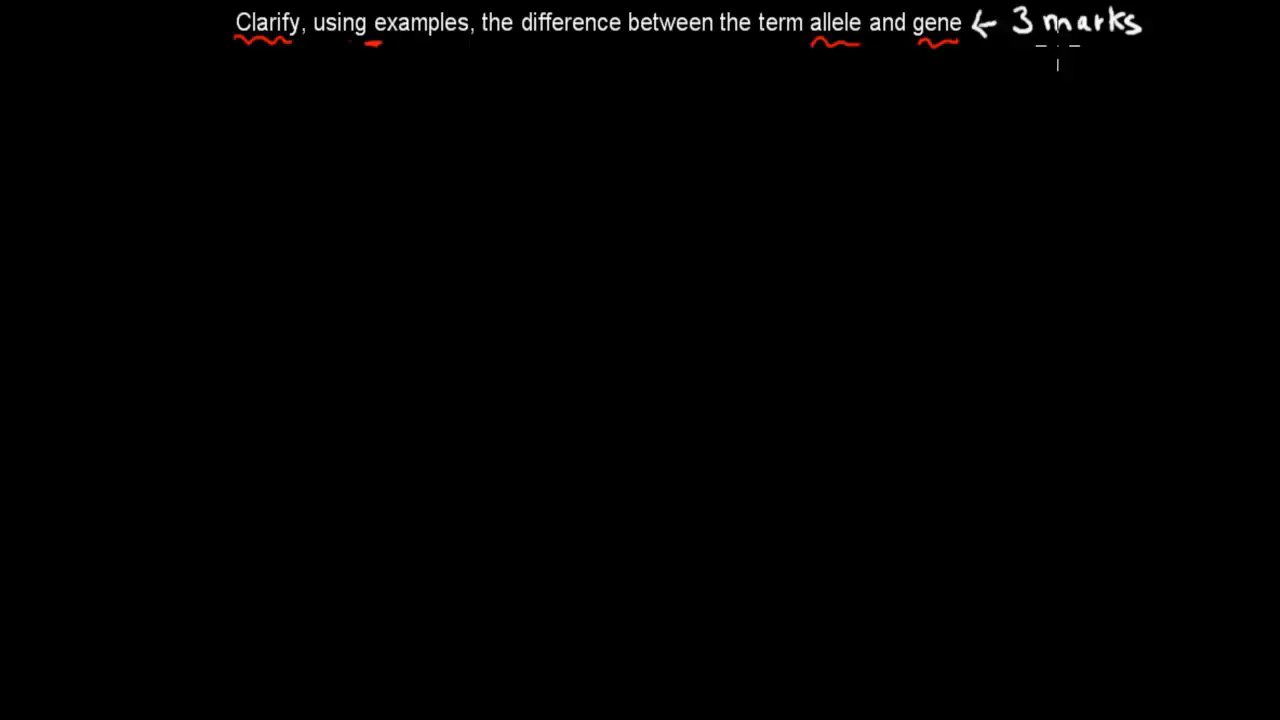 Clarify, using examples, the difference between the term allele and gene ← 3 marks